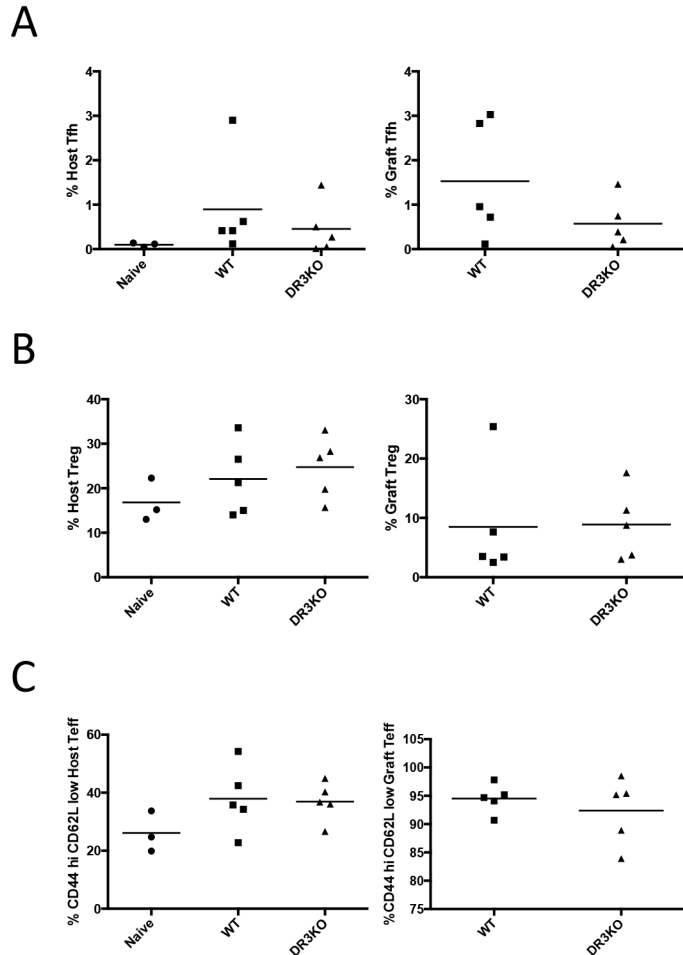 A
% Host Tfh
4
3
2
1
0
Naive
WT
DR3KO
% Graft Tfh
4
3
2
1
0
WT
DR3KO
B
% Host Treg
40
30
20
10
0
Naive
WT
DR3KO
% Graft Treg
30
20
10
0
WT
DR3KO
C
% CD44 hi CD62L low Host Teff
60
40
20
0
Naive
WT
DR3KO
%CD44 hi CD62L low Graft Teff
105
100
95
90
85
80
75
WT
DR3KO